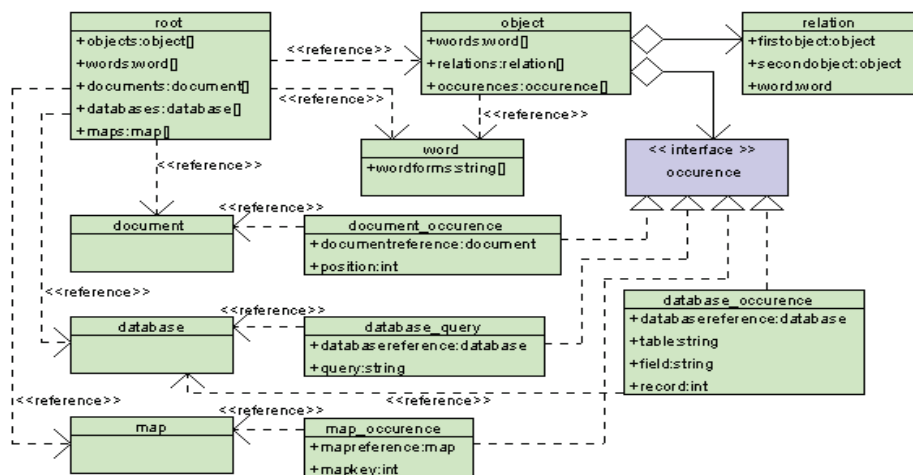 root
+objects:object[]
+words:word[]
+documents:document[]
+databases:database[]
+maps:map[]
<<reference>>
object
+words:word[]
+relations:relation[]
+occurences:occurence[]
relation
+firstobject:object
+secondobject:object
+word:word
<<reference>>
<<reference>>
word
+wordforms:string[]
<< interface >>
occurence
<<reference>>
document
<<reference>>
document_occurence
+documentreference:document
+position:int
<<reference>>
database
<<reference>>
database_query
+databasereference:database
+query:string
database_occurence
+databasereference:database
+table:string
+field:string
+record:int
<<reference>>
<<reference>>
map
<<reference>>
map_occurence
+mapreference:map
+mapkey:int